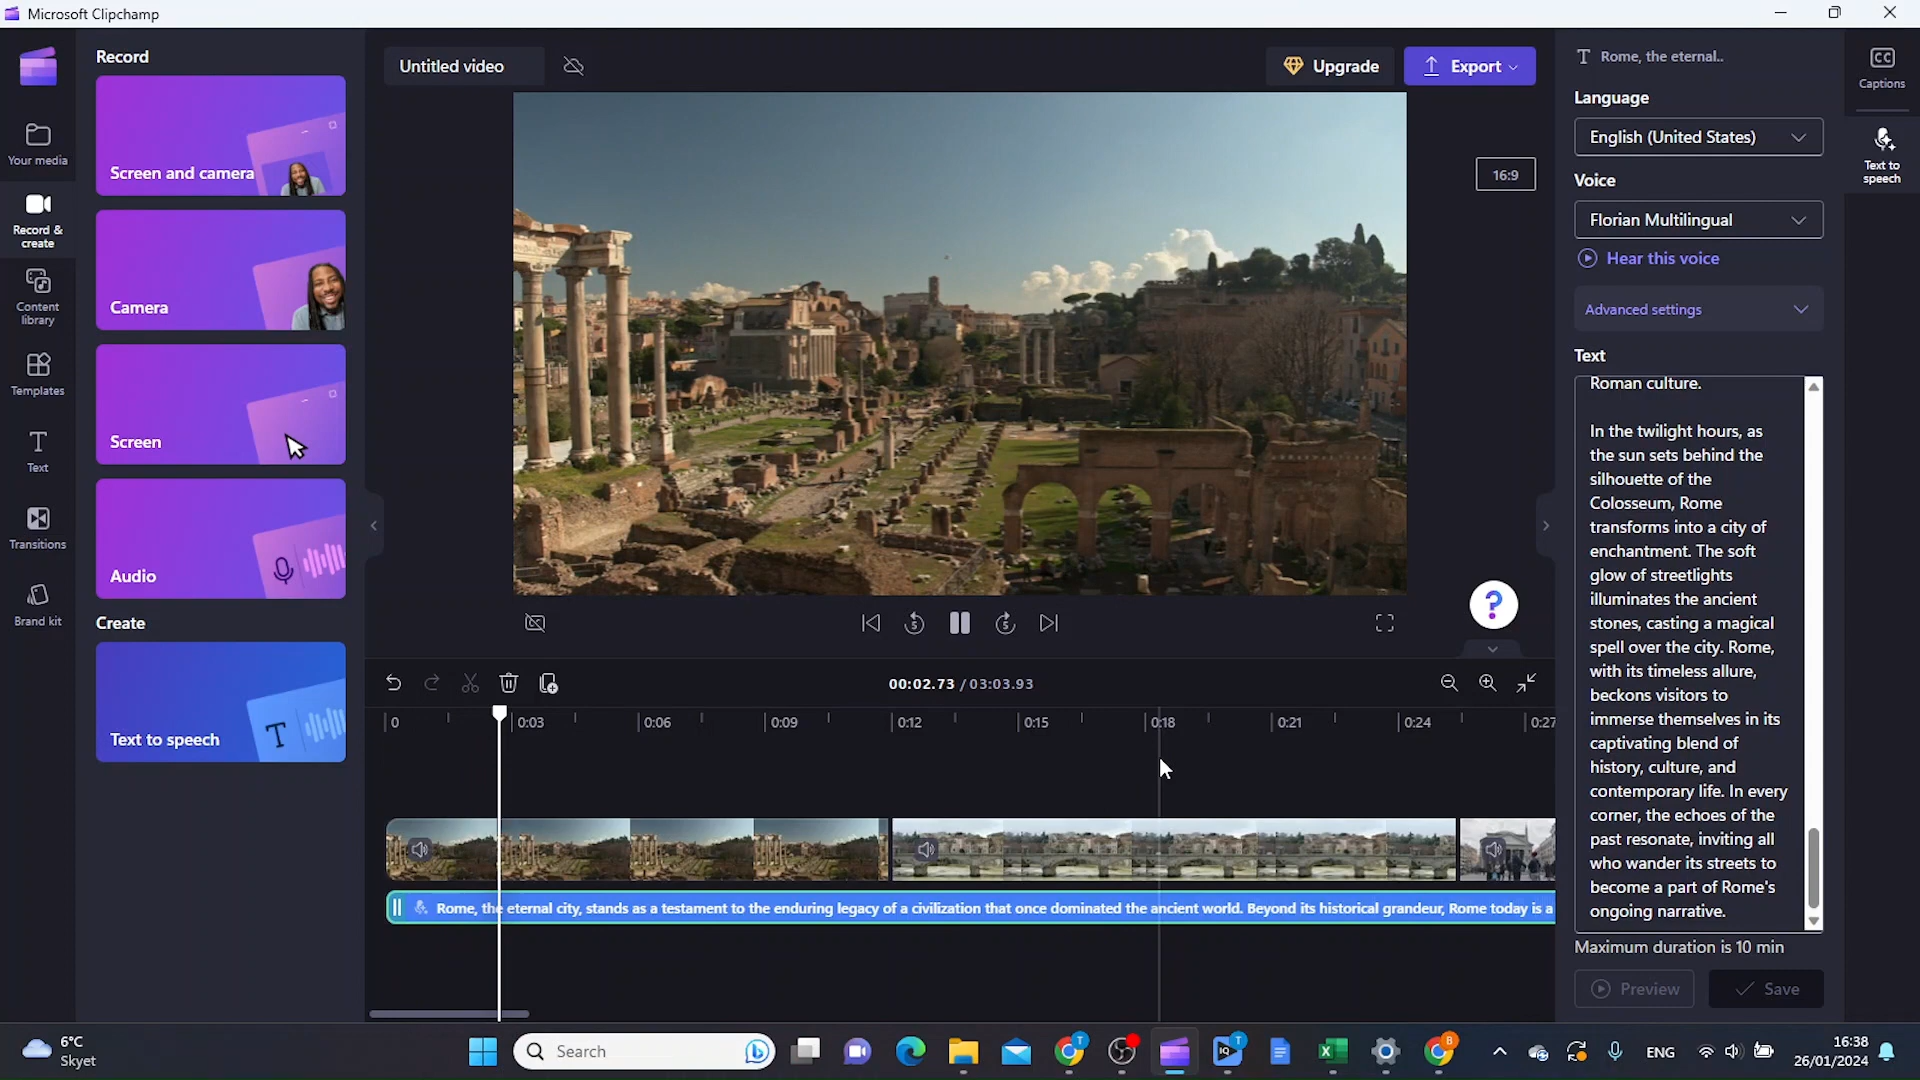 Microsoft Clipchamp
Your media
Record &
create
Content
library
Templates
Text
Transitions
Brand kit
Record
Screen and camera
Camera
Screen
Audio
Create
Text to speech
Untitled video
Upgrade
Export
16:9
?
00:02.73 / 03:03.93
0
0:03
0:06
0:09
0:12
0:15
0:18
0:21
0:24
0:27
Rome, the eternal city, stands as a testament to the enduring legacy of a civilization that once dominated the ancient world. Beyond its historical grandeur, Rome today is a
Rome, the eternal..
Language
English (United States)
Voice
Florian Multilingual
Hear this voice
Advanced settings
Text
Roman culture.
In the twilight hours, as
the sun sets behind the
silhouette of the
Colosseum, Rome
transforms into a city of
enchantment. The soft
glow of streetlights
illuminates the ancient
stones, casting a magical
spell over the city. Rome,
with its timeless allure,
beckons visitors to
immerse themselves in its
captivating blend of
history, culture, and
contemporary life. In every
corner, the echoes of the
past resonate, inviting all
who wander its streets to
become a part of Rome's
ongoing narrative.
Maximum duration is 10 min
Preview
Save
CC
Captions
Text to
speech
6°C
Skyet
Search
ENG
16:38
26/01/2024